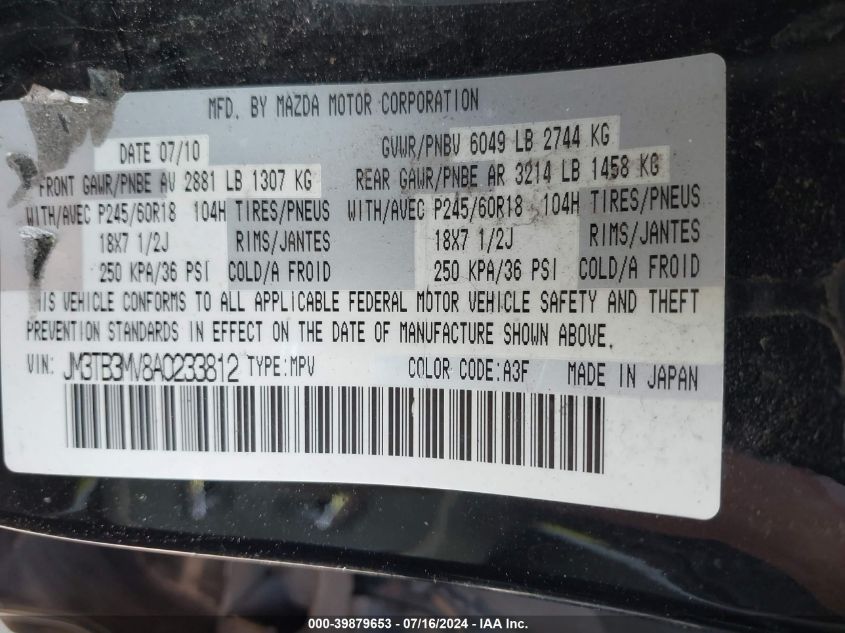 MFD. BY MAZDA MOTOR CORPORATION
DATE 07/10 GVWR/PNBV 6049 LB 2744 KG
FRONT GAWR/PNBE AV 2881 LB 1307 KG REAR GAWR/PNBE AR 3214 LB 1458 KG
WITH/AVEC P245/60R18 104H TIRES/PNEUS WITH/AVEC P245/60R18 104H TIRES/PNEUS
18X7 1/2J RIMS/JANTES 18X7 1/2J RIMS/JANTES
250 KPA/36 PSI COLD/A FROID 250 KPA/36 PSI COLD/A FROID
THIS VEHICLE CONFORMS TO ALL APPLICABLE FEDERAL MOTOR VEHICLE SAFETY AND THEFT
PREVENTION STANDARDS IN EFFECT ON THE DATE OF MANUFACTURE SHOWN ABOVE.
VIN: JM3TB3MV8A0233812 TYPE:MPV COLOR CODE:A3F MADE IN JAPAN
000-39879653 - 07/16/2024 - IAA Inc.